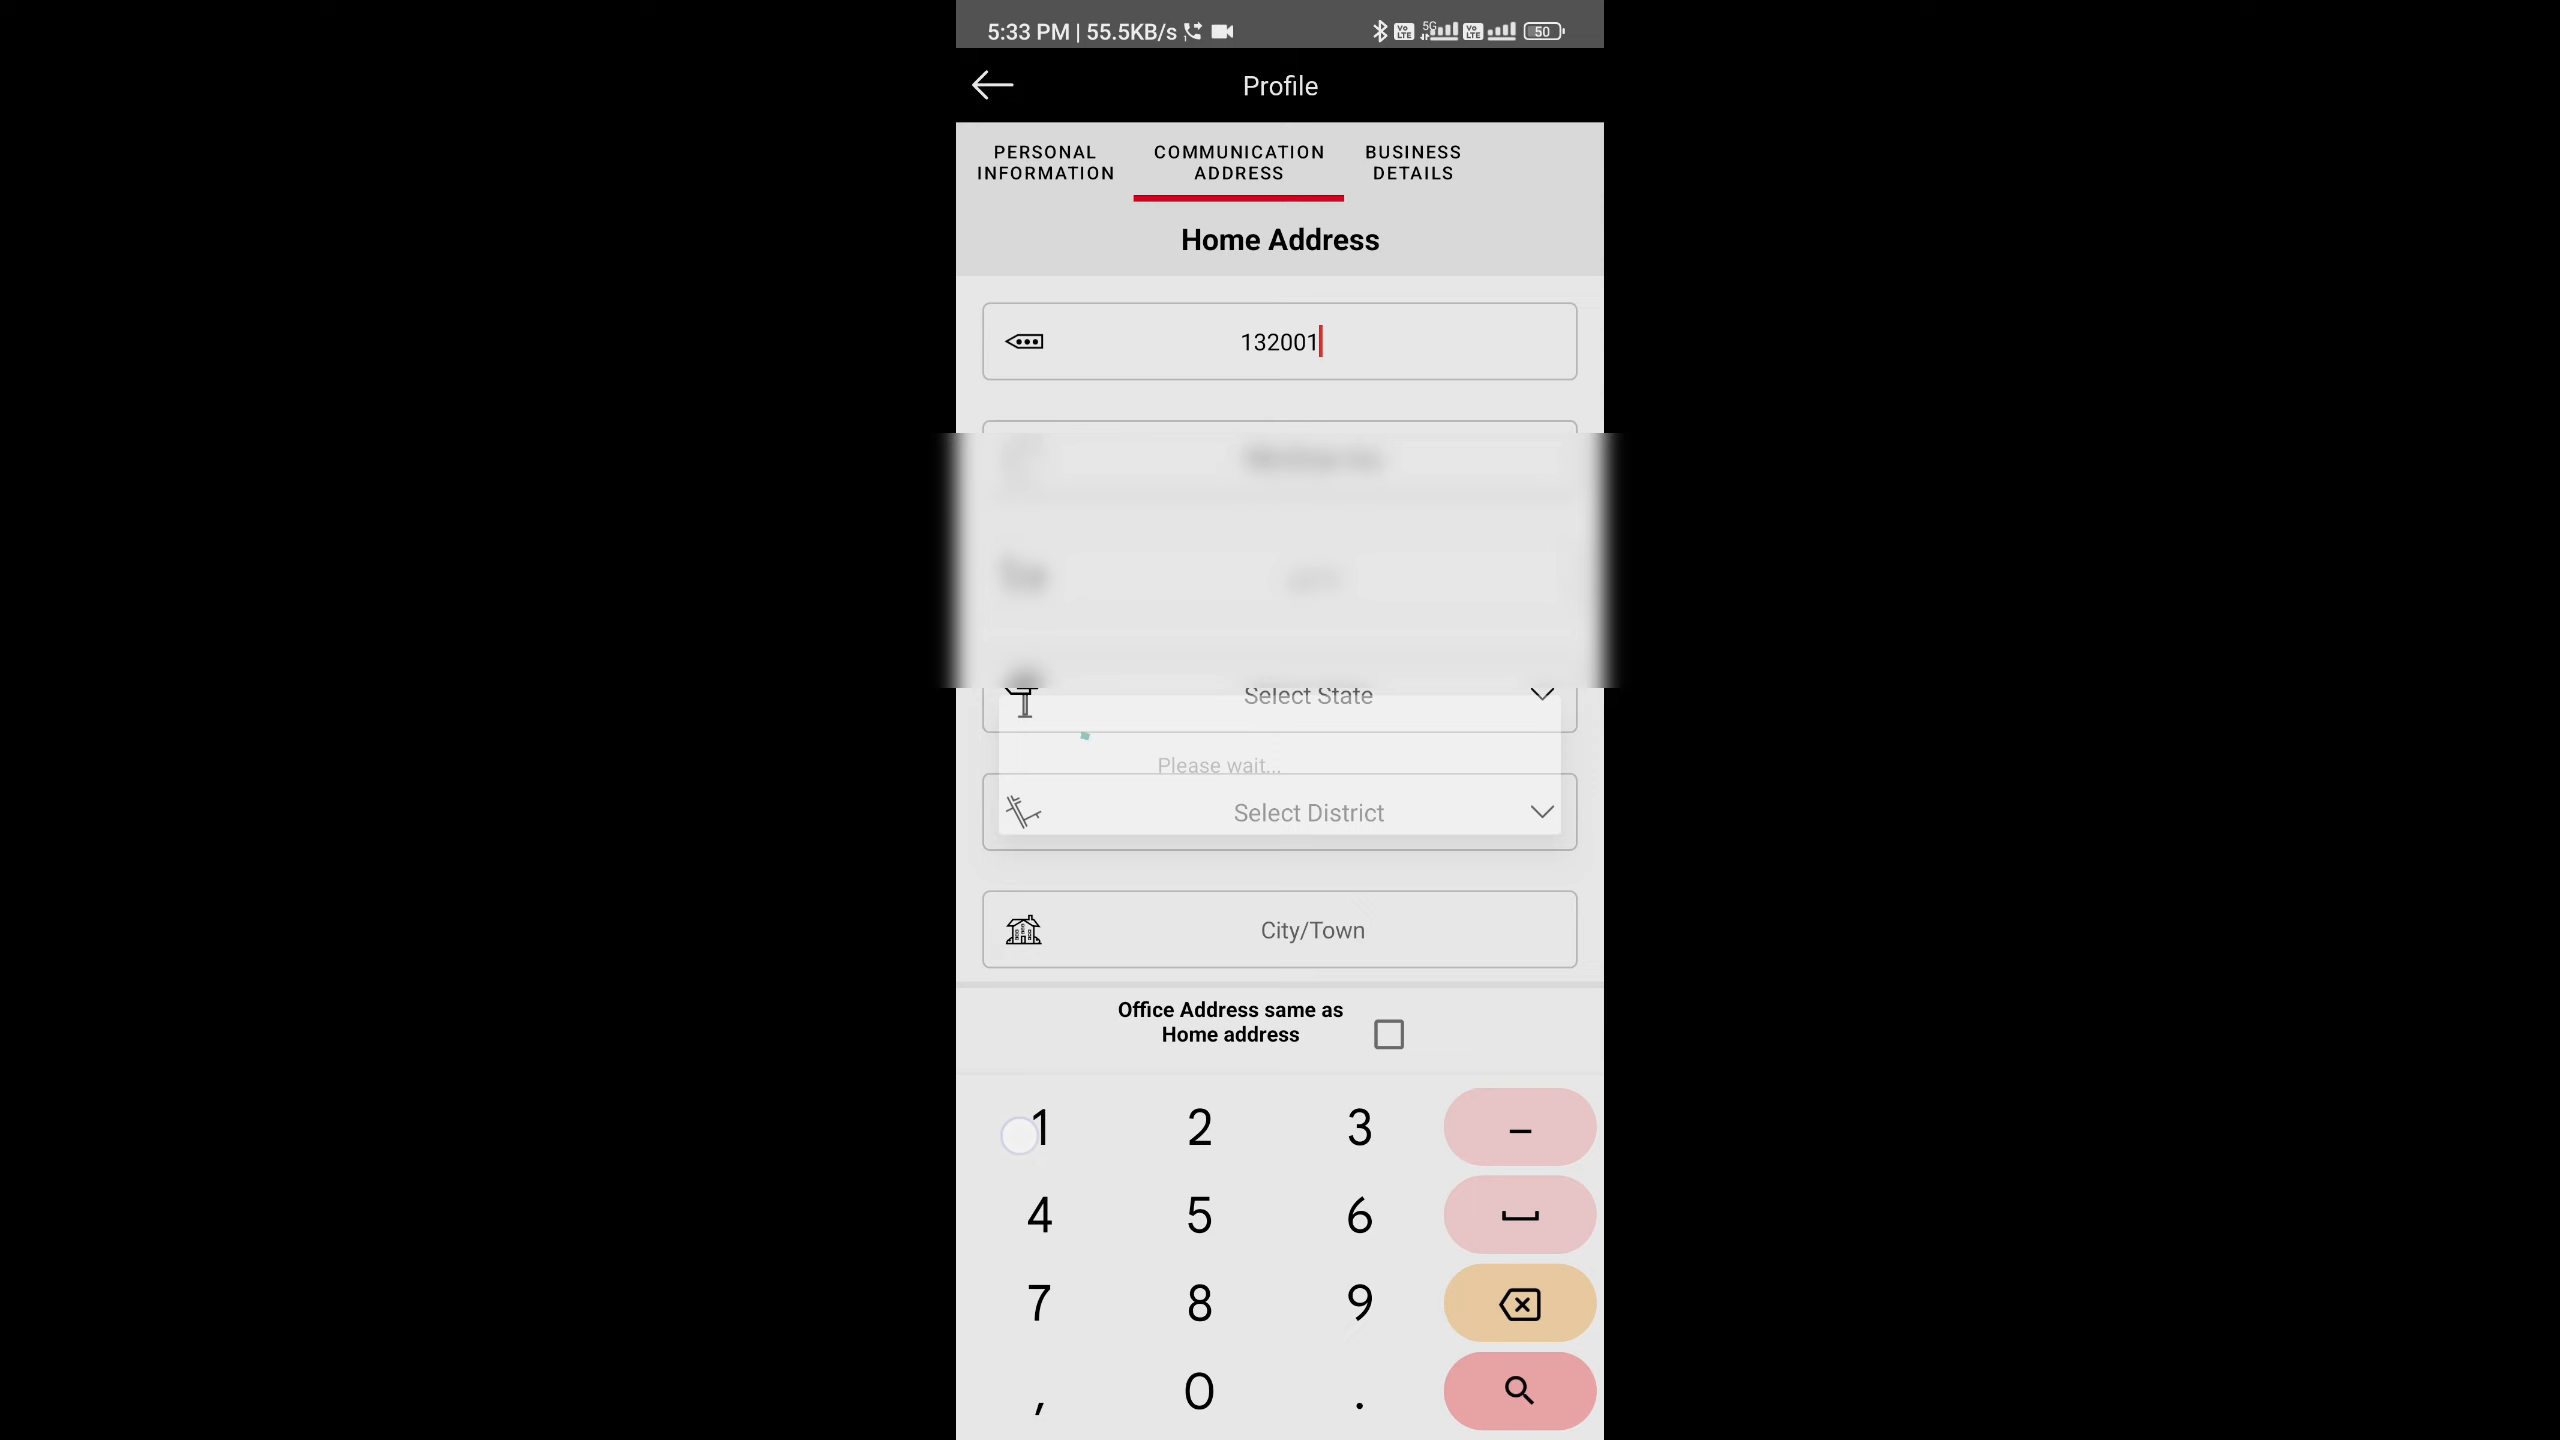 5:33 PM | 55.5KB/s
5G
50
Profile
PERSONAL
INFORMATION
COMMUNICATION
ADDRESS
BUSINESS
DETAILS
Home Address
132001
Select State
Please wait...
Select District
City/Town
Office Address same as
Home address
1 2 3 –
4 5 6
7 8 9
, 0 .